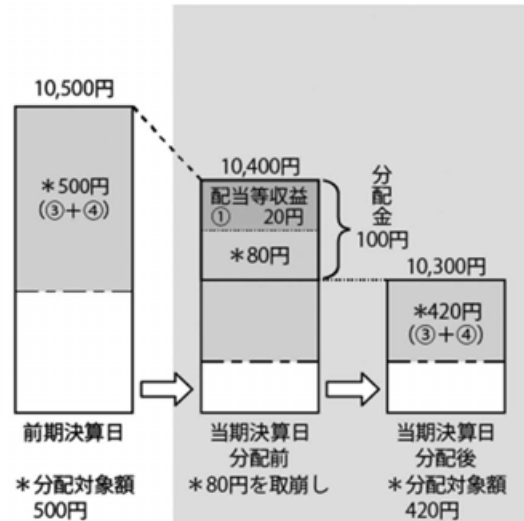 10,500円
＊500円
(③＋④)
前期決算日
＊分配対象額
500円
10,400円
配当等収益
① 20円
＊80円
分配金
100円
当期決算日
分配前
＊80円を取崩し
10,300円
＊420円
(③＋④)
当期決算日
分配後
＊分配対象額
420円